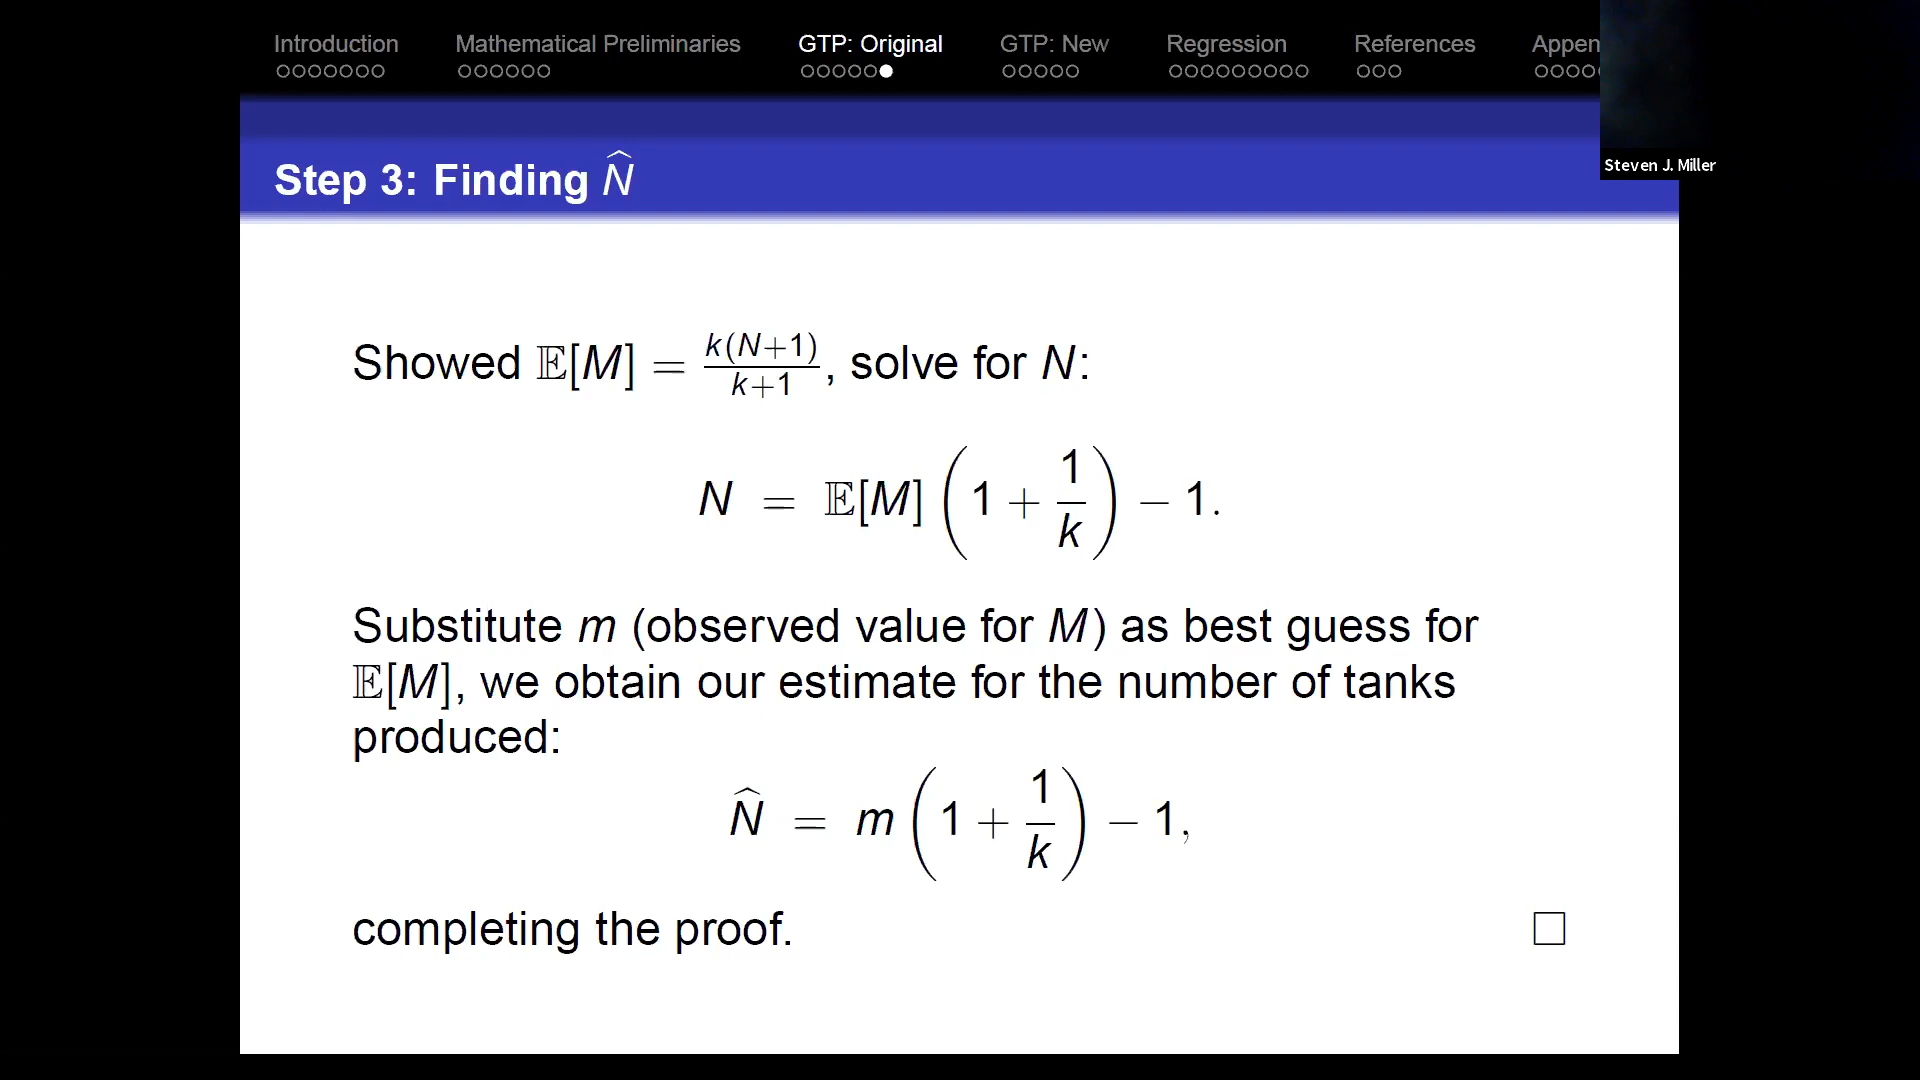 Introduction Mathematical Preliminaries GTP: Original GTP: New Regression References Appen
Steven J. Miller
Step 3: Finding N̂
Showed 𝔼[M] = k(N+1)/k+1, solve for N:
N = 𝔼[M] (1 + 1/k) − 1.
Substitute m (observed value for M) as best guess for
𝔼[M], we obtain our estimate for the number of tanks
produced:
N̂ = m (1 + 1/k) − 1,
completing the proof. □